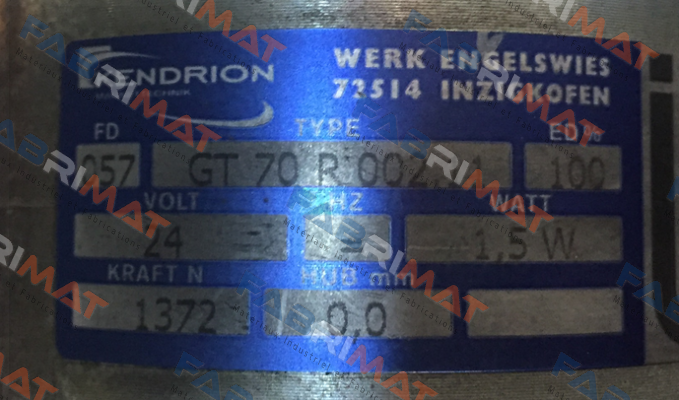 KENDRION
WERK ENGELSWIES
72514 INZIGKOFEN
FD TYPE ED%
057 GT 70 R 002. 100
VOLT HZ WATT
24 = 1,5 W
KRAFT N HUB mm
1372 0,0
FABRIMAT